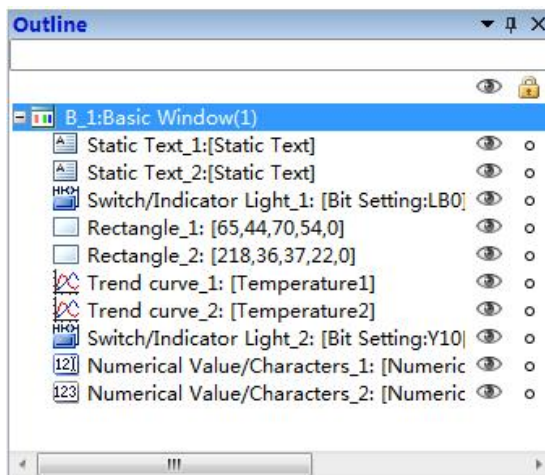 Outline
B_1:Basic Window(1)
Static Text_1:[Static Text]
Static Text_2:[Static Text]
Switch/Indicator Light_1: [Bit Setting:LB0]
Rectangle_1: [65,44,70,54,0]
Rectangle_2: [218,36,37,22,0]
Trend curve_1: [Temperature1]
Trend curve_2: [Temperature2]
Switch/Indicator Light_2: [Bit Setting:Y10
Numerical Value/Characters_1: [Numeric
Numerical Value/Characters_2: [Numeric